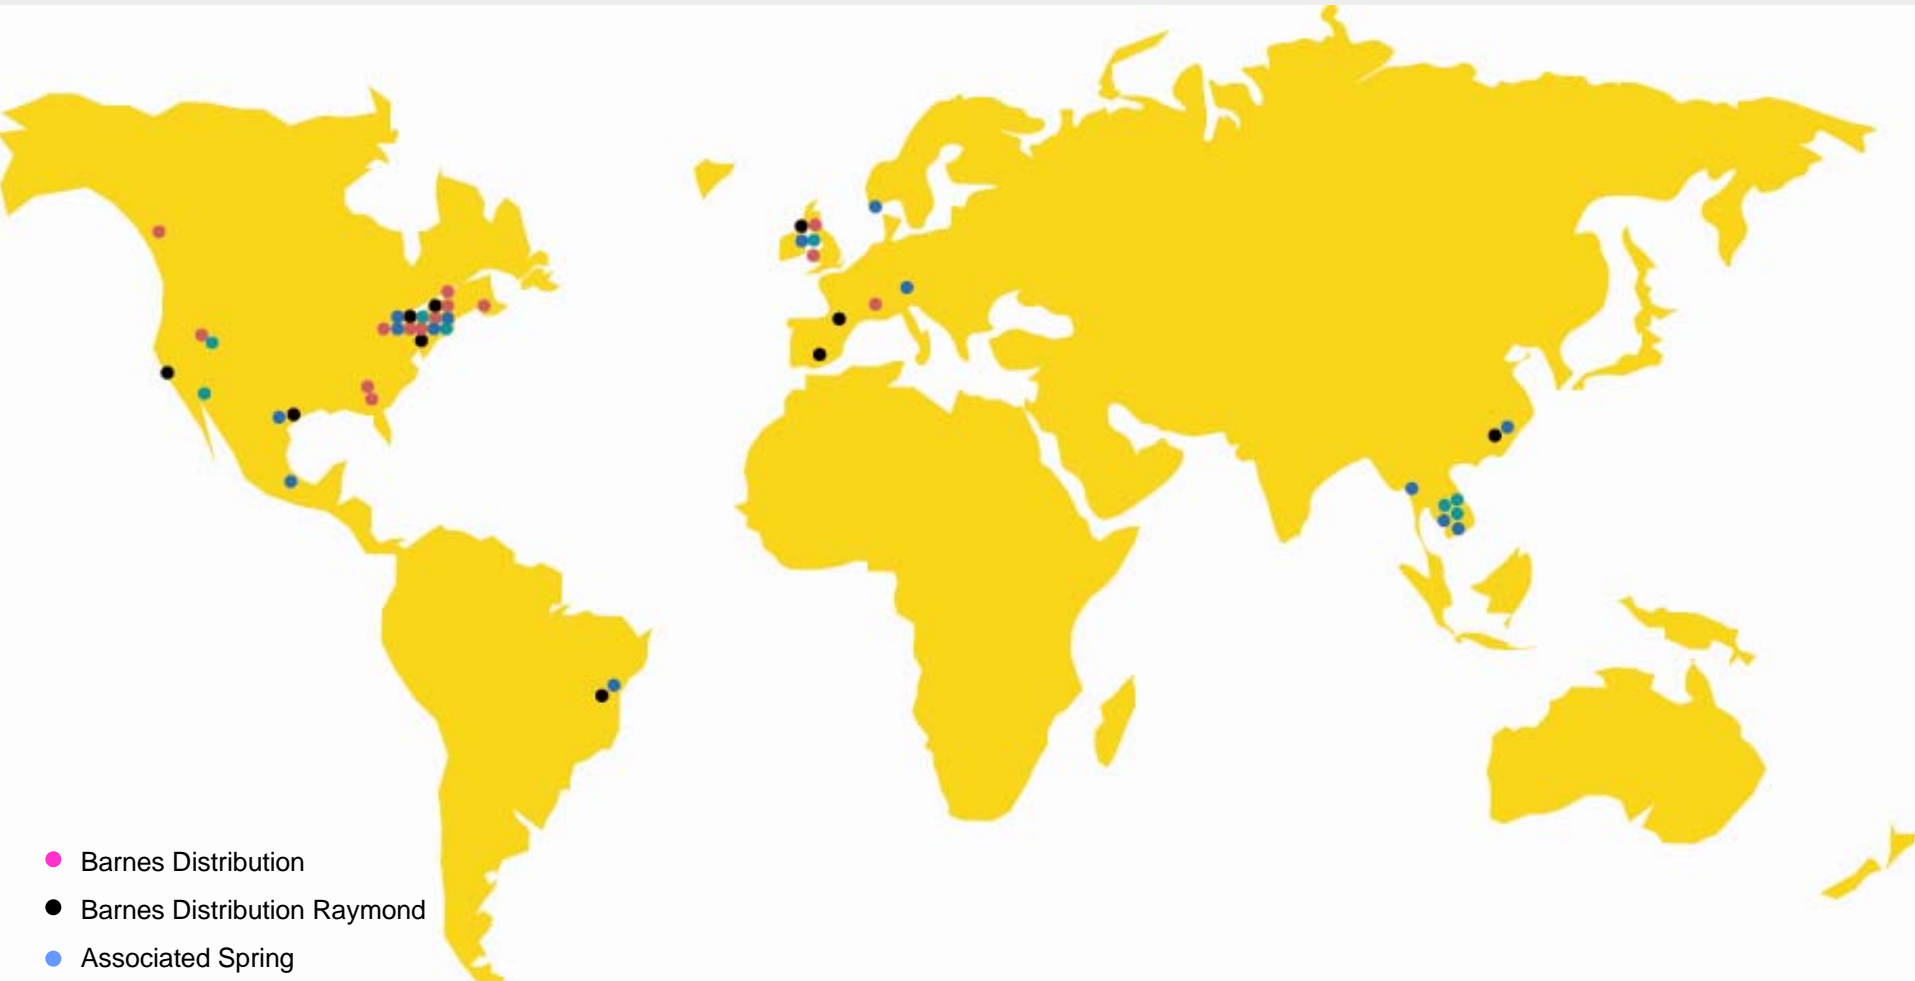 Barnes Distribution
Barnes Distribution Raymond
Associated Spring